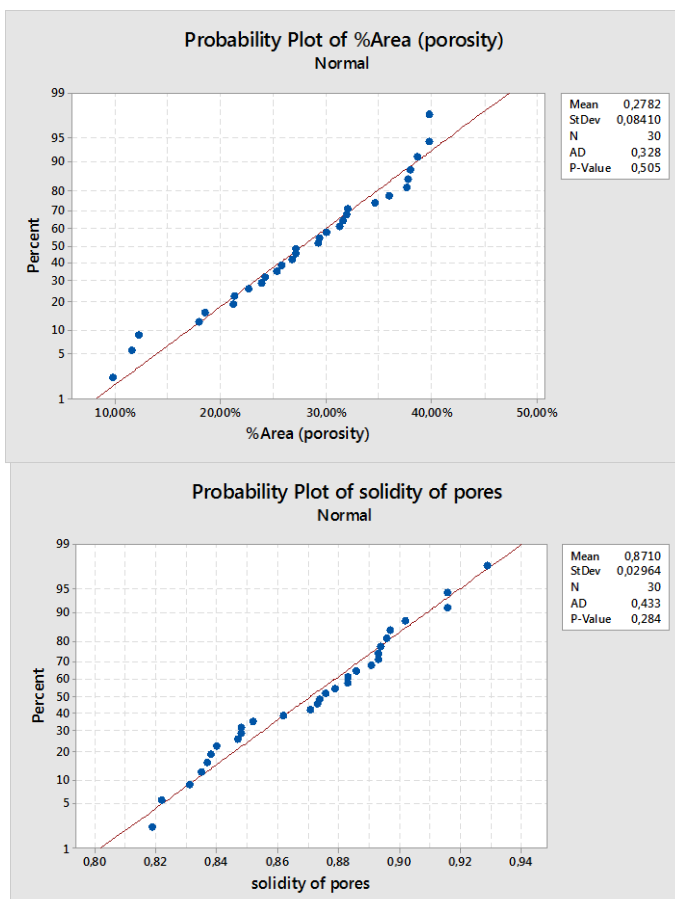 Probability Plot of %Area (porosity)
Normal
99
95
90
80
70
60
50
40
30
20
10
5
1
Percent
10,00%
20,00%
30,00%
40,00%
50,00%
%Area (porosity)
Mean 0,2782
StDev 0,08410
N 30
AD 0,328
P-Value 0,505
Probability Plot of solidity of pores
Normal
99
95
90
80
70
60
50
40
30
20
10
5
1
Percent
0,80
0,82
0,84
0,86
0,88
0,90
0,92
0,94
solidity of pores
Mean 0,8710
StDev 0,02964
N 30
AD 0,433
P-Value 0,284